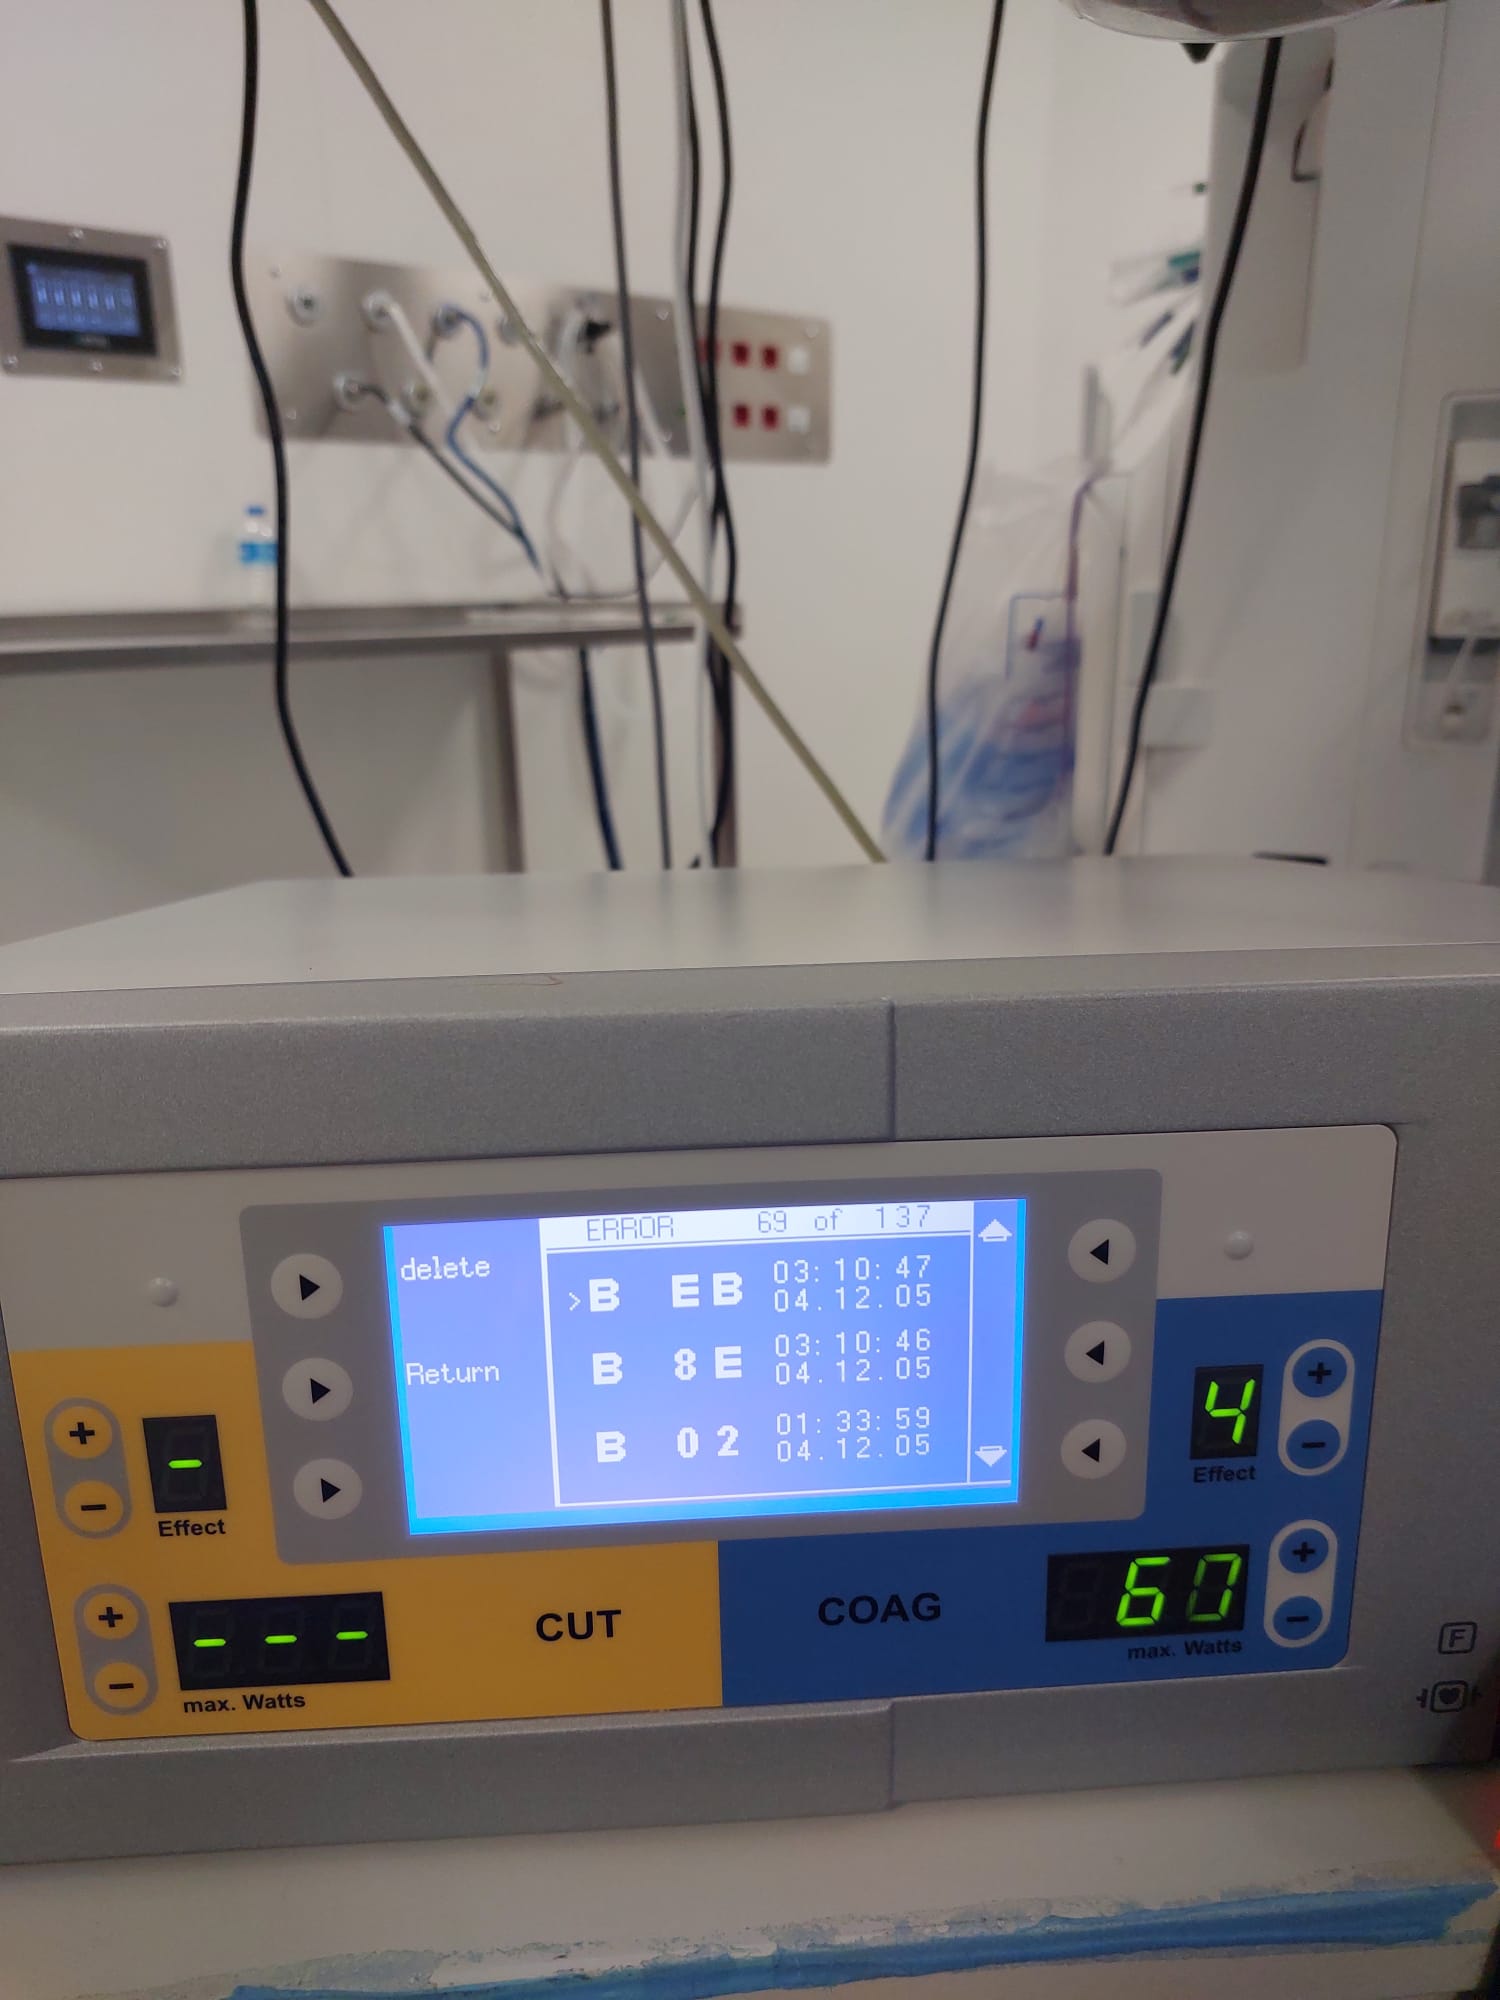 ERROR 69 of 137
delete
>B EB 03:10:47
04.12.05
B 8E 03:10:46
04.12.05
Return
B 02 01:33:59
04.12.05
+
-
-
Effect
4
Effect
+
-
+
-
---
max. Watts
CUT
COAG
60
max. Watts
+
-
F